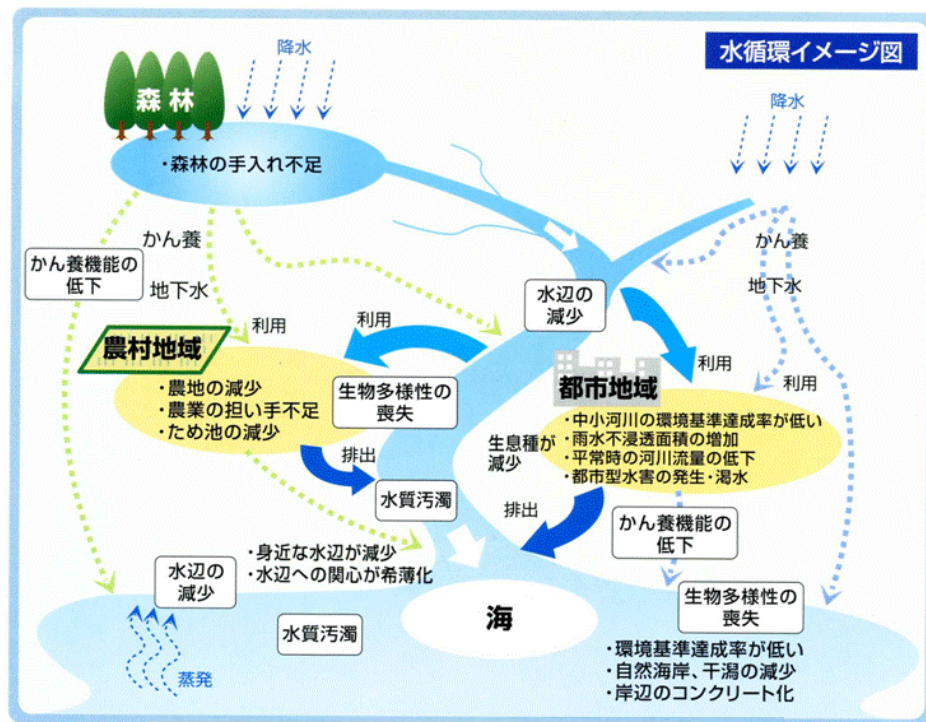 水循環イメージ図
降水
降水
森林
・森林の手入れ不足
かん養
地下水
かん養機能の
低下
かん養
地下水
水辺の
減少
利用
利用
利用
利用
農村地域
・農地の減少
・農業の担い手不足
・ため池の減少
生物多様性の
喪失
都市地域
・中小河川の環境基準達成率が低い
・雨水不浸透面積の増加
・平常時の河川流量の低下
・都市型水害の発生・渇水
生息種が
減少
排出
水質汚濁
排出
かん養機能の
低下
・身近な水辺が減少
・水辺への関心が希薄化
水辺の
減少
水質汚濁
海
生物多様性の
喪失
・環境基準達成率が低い
・自然海岸、干潟の減少
・岸辺のコンクリート化
蒸発